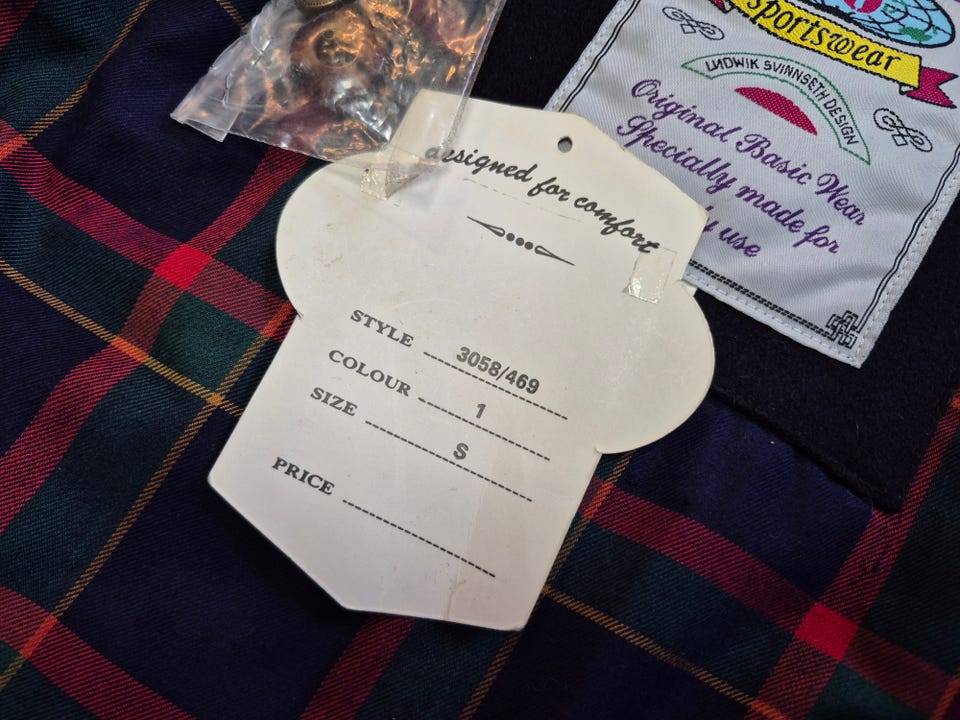 designed for comfort
STYLE 3058/469
COLOUR 1
SIZE S
PRICE
sportswear
LUDWIK SVINNSETH DESIGN
Original Basic Wear
Specially made for
use